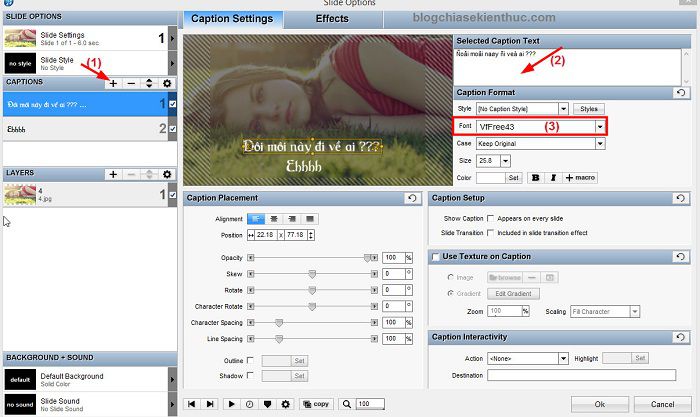 Slide Options
SLIDE OPTIONS
Slide Settings
Slide 1 of 1 - 6.0 sec
1
no style
Slide Style
No Style
(1)
CAPTIONS
Đôi môi này đi về ai ??? ...
1
Ehhhh
2
LAYERS
4
4.jpg
1
BACKGROUND + SOUND
default
Default Background
Solid Color
no sound
Slide Sound
No Slide Sound
Caption Settings
Effects
blogchiasekienthuc.com
Đôi môi này đi về ai ???
Ehhhh
Selected Caption Text
Ñoâi moâi naøy ñi veà ai ???
(2)
Caption Format
Style
[No Caption Style]
Styles
Font
VfFree43
(3)
Case
Keep Original
Size
26.8
Color
Set
B
I
+ macro
Caption Placement
Alignment
Position
22.18
x
77.18
Opacity
100
%
Skew
0
°
Rotate
0
°
Character Rotate
0
°
Character Spacing
100
%
Line Spacing
100
%
Outline
Set
Shadow
Set
Caption Setup
Show Caption
Appears on every slide
Slide Transition
Included in slide transition effect
Use Texture on Caption
Image
browse
Gradient
Edit Gradient
Zoom
100
%
Scaling
Fill Character
Caption Interactivity
Action
<None>
Highlight
Set
Destination
copy
100
Ok
Cancel